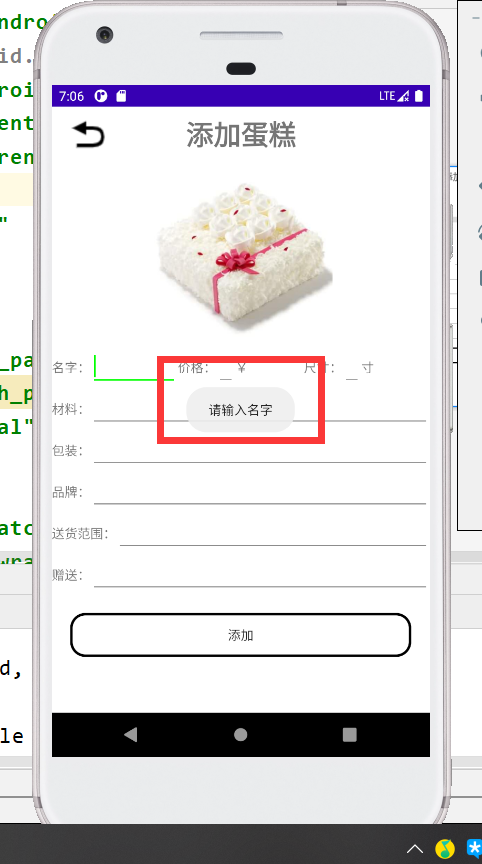 7:06 LTE
添加蛋糕
名字: 价格: ¥ 尺寸: 寸
材料:
请输入名字
包装:
品牌:
送货范围:
赠送:
添加
ndro
id.
roi
ent
ren
"
_pa
h_p
al"
atc
wra
d,
le